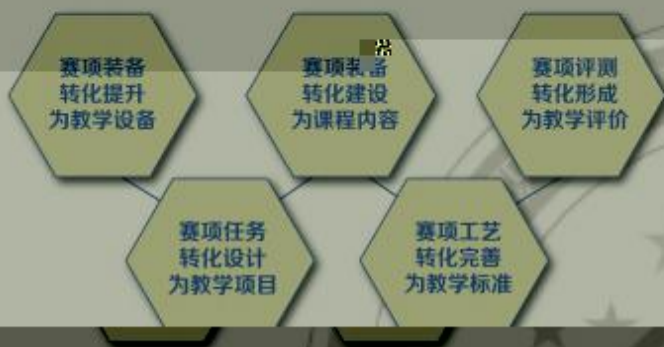 赛项装备
转化提升
为教学设备
赛项装备
转化建设
为课程内容
赛项评测
转化形成
为教学评价
赛项任务
转化设计
为教学项目
赛项工艺
转化完善
为教学标准